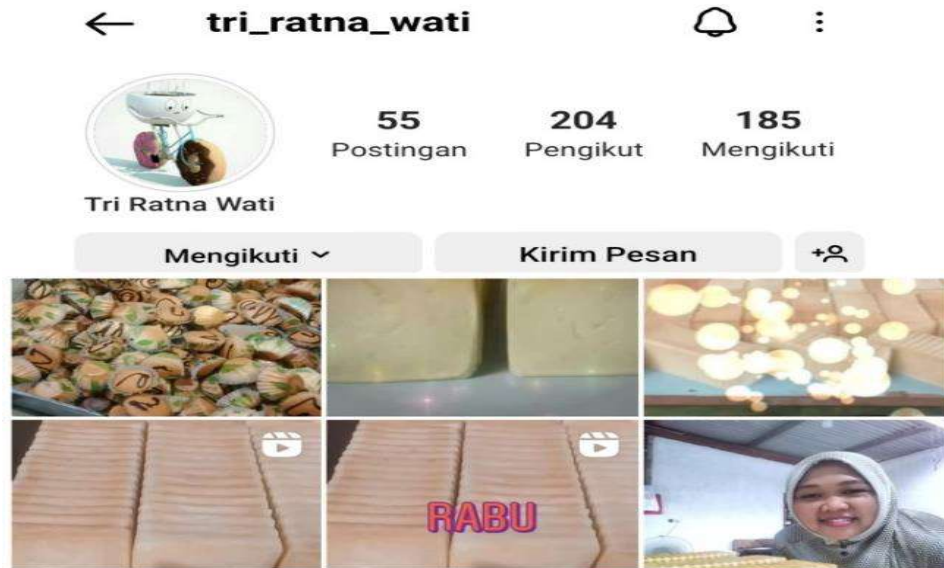 tri_ratna_wati
55 204 185
Postingan Pengikut Mengikuti
Tri Ratna Wati
Mengikuti Kirim Pesan
RABU